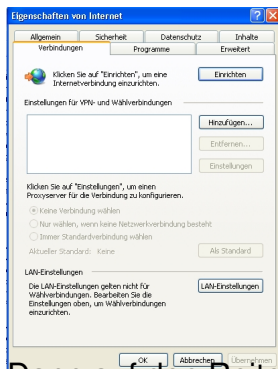 Eigenschaften von Internet
Allgemein Sicherheit Datenschutz Inhalte
Verbindungen Programme Erweitert
Klicken Sie auf "Einrichten", um eine
Internetverbindung einzurichten.
Einrichten
Einstellungen für VPN- und Wählverbindungen
Hinzufügen...
Entfernen...
Einstellungen
Klicken Sie auf "Einstellungen", um einen
Proxyserver für die Verbindung zu konfigurieren.
Keine Verbindung wählen
Nur wählen, wenn keine Netzwerkverbindung besteht
Immer Standardverbindung wählen
Aktueller Standard: Keine
Als Standard
LAN-Einstellungen
Die LAN-Einstellungen gelten nicht für
Wählverbindungen. Bearbeiten Sie die
Einstellungen oben, um Wählverbindungen
einzurichten.
LAN-Einstellungen
OK Abbrechen Übernehmen